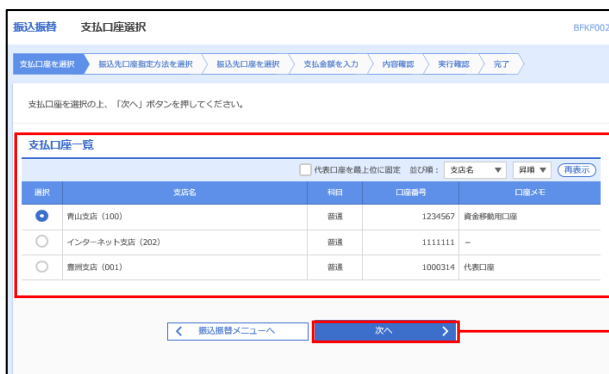 振込振替 支払口座選択 BFKF002
支払口座を選択 振込先口座指定方法を選択 振込先口座を選択 支払金額を入力 内容確認 実行確認 完了
支払口座を選択の上、「次へ」ボタンを押してください。
支払口座一覧
代表口座を最上位に固定 並び順： 支店名 ▼ 昇順 ▼ 再表示
選択 支店名 科目 口座番号 口座メモ
青山支店（100） 普通 1234567 資金移動用口座
インターネット支店（202） 普通 1111111 －
豊洲支店（001） 普通 1000314 代表口座
振込振替メニューへ 次へ